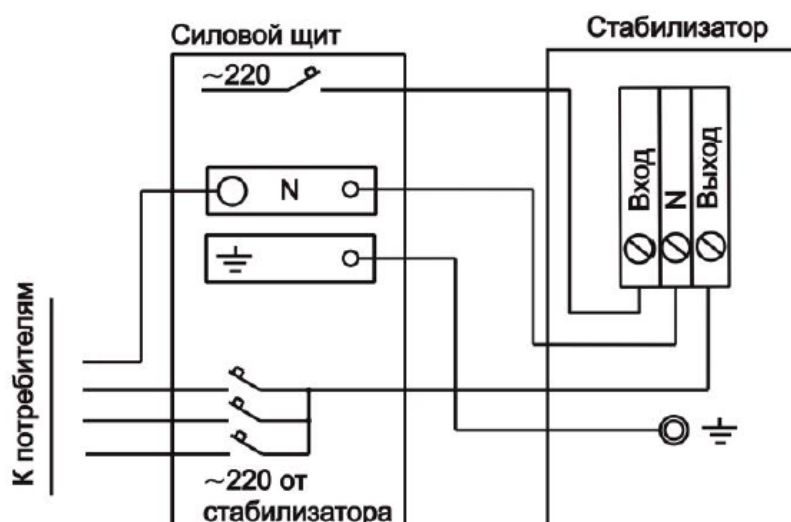 Силовой щит
Стабилизатор
~220
Вход
N
Выход
N
К потребителям
~220 от
стабилизатора